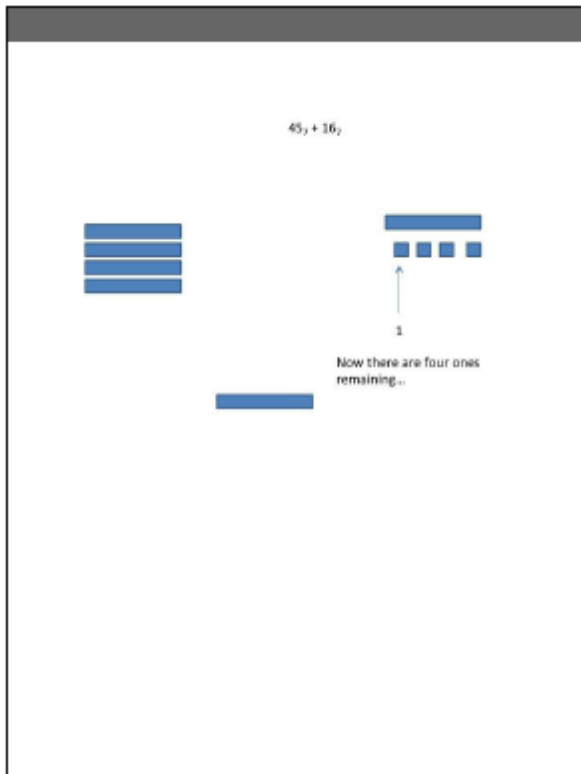 45₇ + 16₇
1
Now there are four ones
remaining...